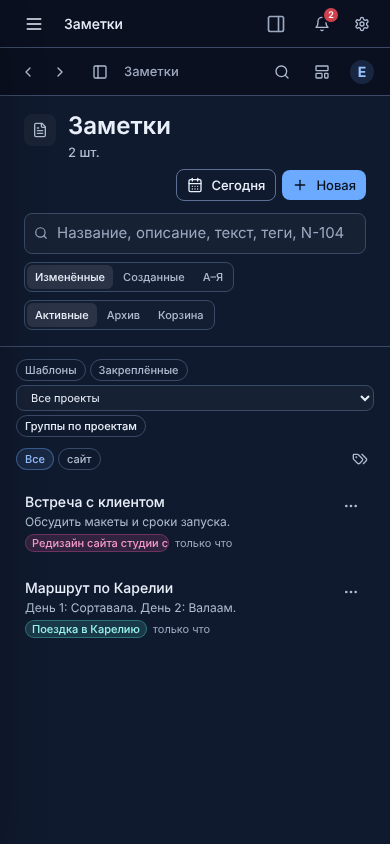 Заметки
2
Заметки
E
Заметки
2 шт.
Сегодня
Новая
Название, описание, текст, теги, N-104
Изменённые Созданные А–Я
Активные Архив Корзина
Шаблоны Закреплённые
Все проекты
Группы по проектам
Все сайт
Встреча с клиентом
Обсудить макеты и сроки запуска.
Редизайн сайта студии с только что
Маршрут по Карелии
День 1: Сортавала. День 2: Валаам.
Поездка в Карелию только что